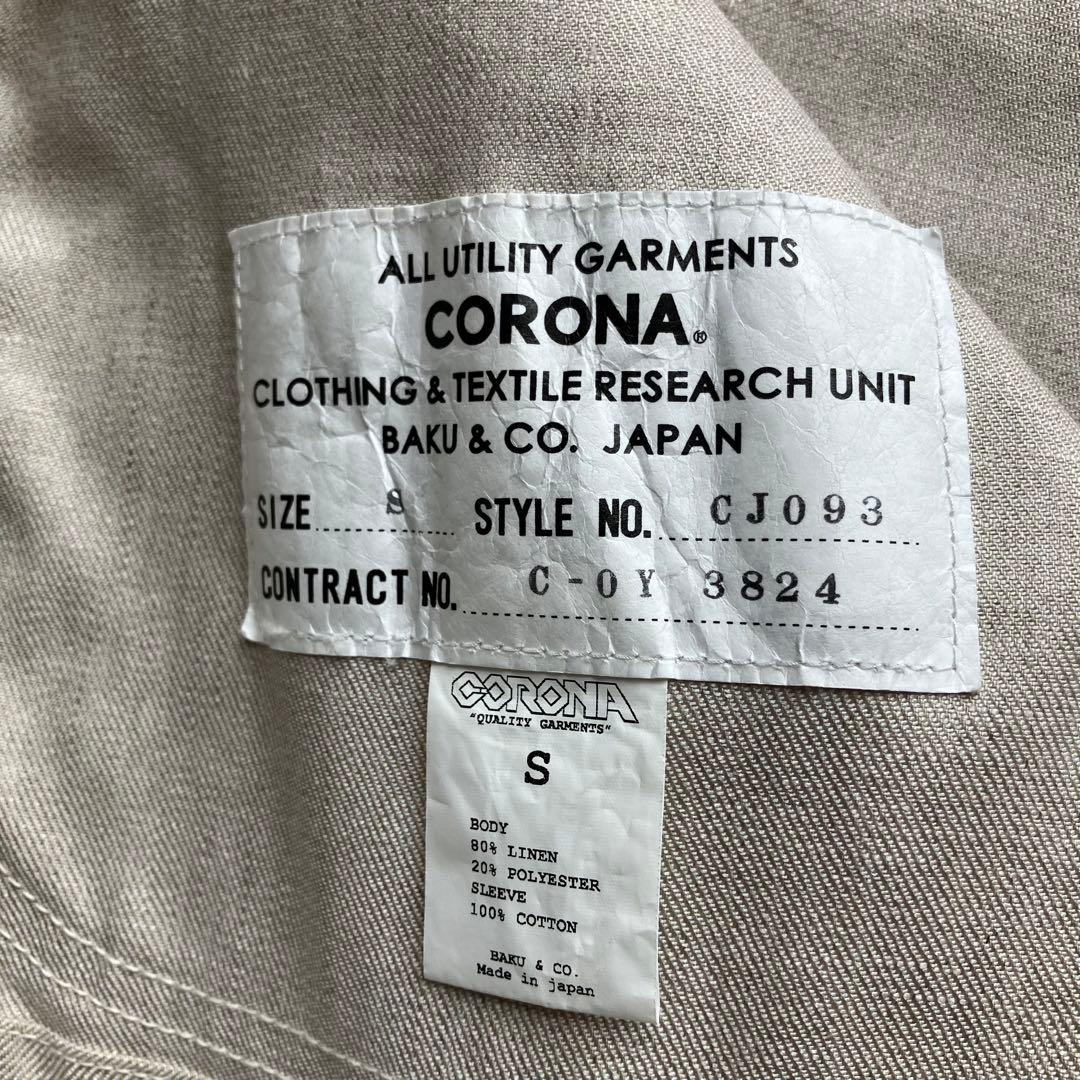 ALL UTILITY GARMENTS
CORONA®
CLOTHING & TEXTILE RESEARCH UNIT
BAKU & CO. JAPAN
SIZE S STYLE NO. CJ093
CONTRACT NO. C-0Y 3824
CORONA
"QUALITY GARMENTS"
S
BODY
80% LINEN
20% POLYESTER
SLEEVE
100% COTTON
BAKU & CO.
Made in japan